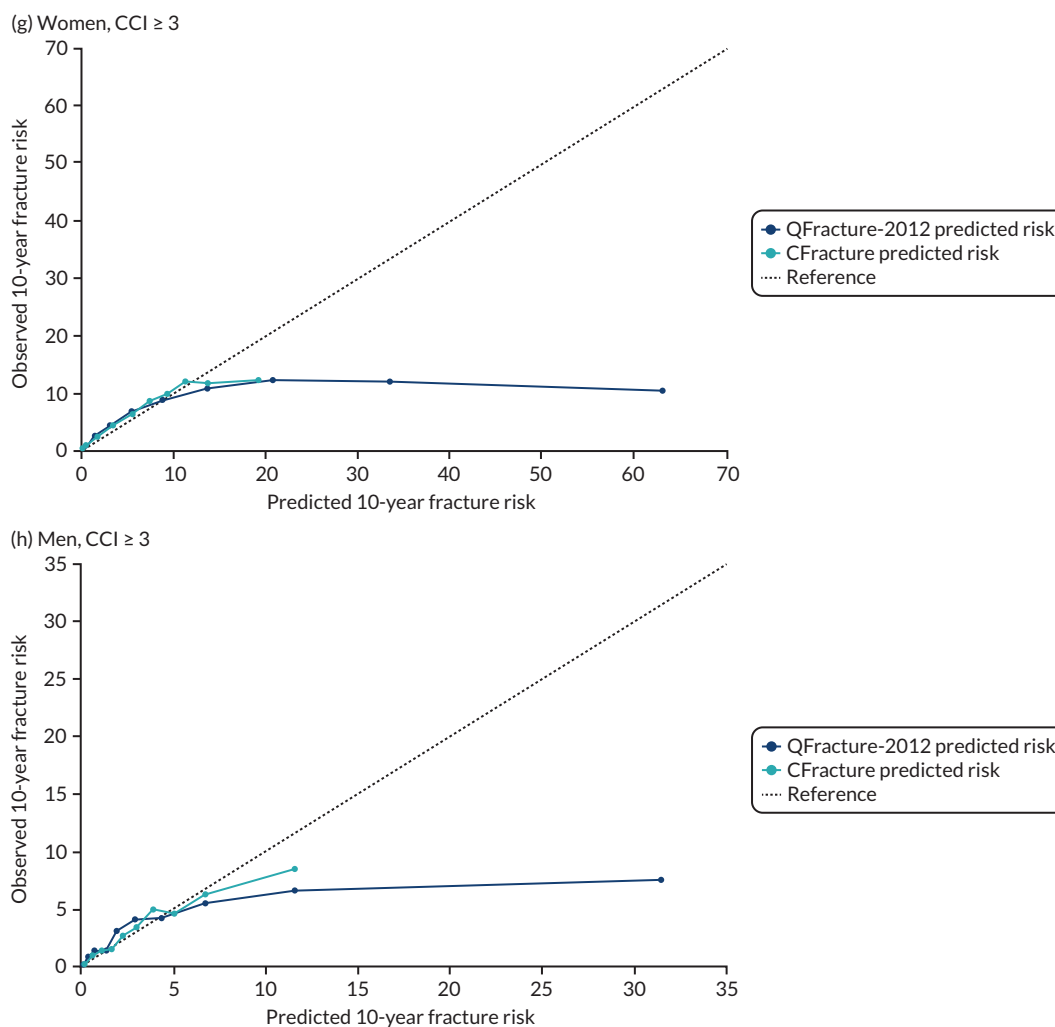 (g) Women, CCI ≥ 3
70
60
50
40
30
20
10
0
Observed 10-year fracture risk
0 10 20 30 40 50 60 70
Predicted 10-year fracture risk
QFracture-2012 predicted risk
CFracture predicted risk
Reference
(h) Men, CCI ≥ 3
35
30
25
20
15
10
5
0
Observed 10-year fracture risk
0 5 10 15 20 25 30 35
Predicted 10-year fracture risk
QFracture-2012 predicted risk
CFracture predicted risk
Reference